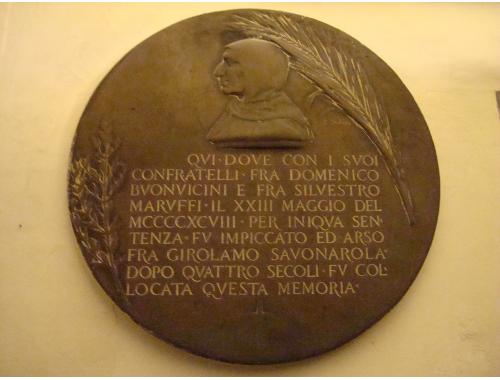 QVI·DOVE CON I SVOI
CONFRATELLI·FRA DOMENICO
BVONVICINI E FRA SILVESTRO
MARVFFI·IL XXIII MAGGIO DEL
MCCCCXCVIII·PER INIQVA SEN
TENZA·FV IMPICCATO ED ARSO
FRA GIROLAMO SAVONAROLA·
DOPO QVATTRO SECOLI·FV COL:
LOCATA QVESTA MEMORIA·